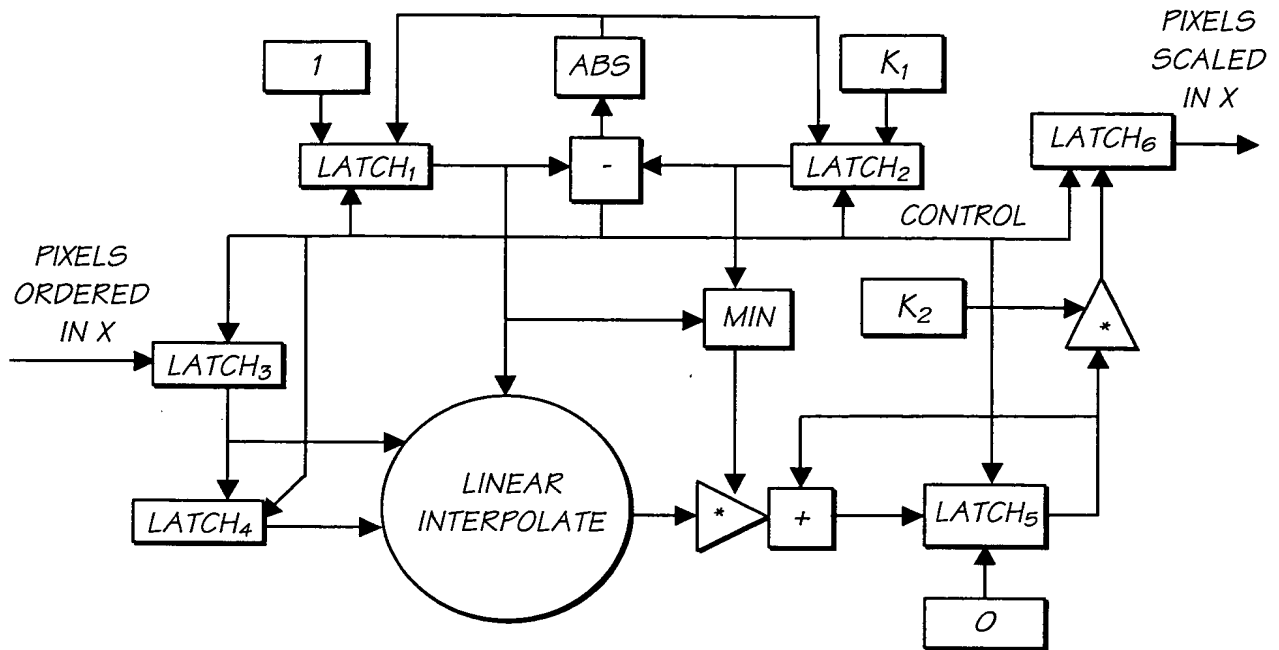 PIXELS
SCALED
IN X
1
ABS
K₁
LATCH₁
-
LATCH₂
LATCH₆
CONTROL
PIXELS
ORDERED
IN X
K₂
*
MIN
LATCH₃
LINEAR
INTERPOLATE
LATCH₄
*
+
LATCH₅
0